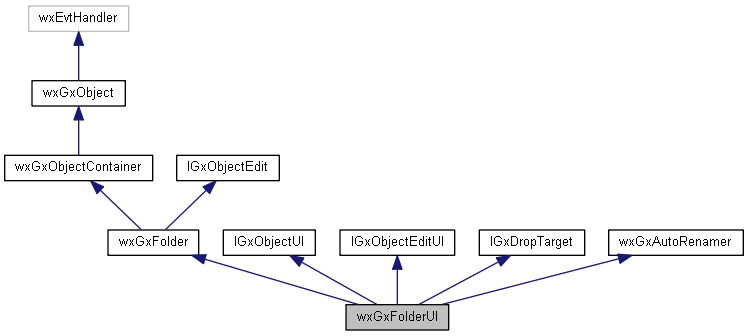 wxEvtHandler
wxGxObject
wxGxObjectContainer
IGxObjectEdit
wxGxFolder
IGxObjectUI
IGxObjectEditUI
IGxDropTarget
wxGxAutoRenamer
wxGxFolderUI